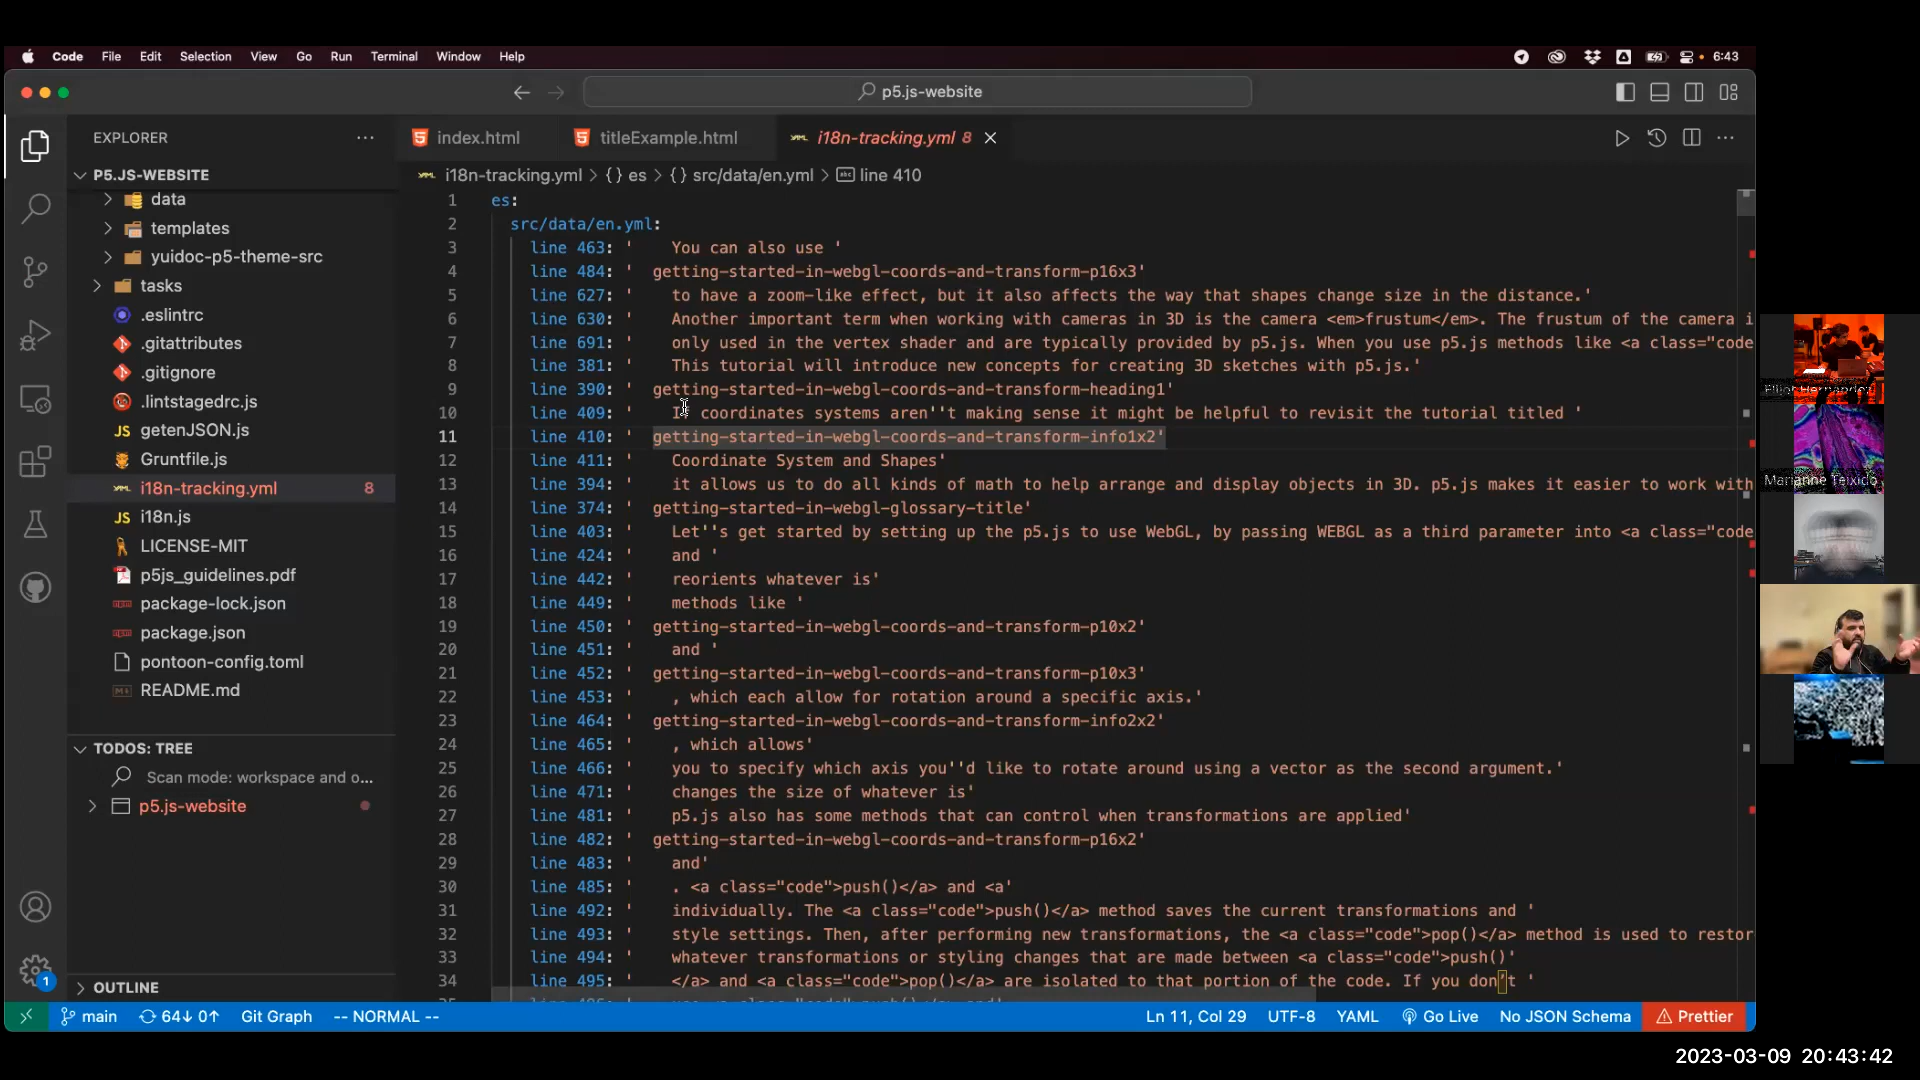 Code File Edit Selection View Go Run Terminal Window Help 6:43
p5.js-website
EXPLORER
index.html
titleExample.html
i18n-tracking.yml 8
P5.JS-WEBSITE
i18n-tracking.yml > {} es > {} src/data/en.yml > line 410
data
templates
yuidoc-p5-theme-src
tasks
.eslintrc
.gitattributes
.gitignore
.lintstagedrc.js
getenJSON.js
Gruntfile.js
i18n-tracking.yml 8
i18n.js
LICENSE-MIT
p5js_guidelines.pdf
package-lock.json
package.json
pontoon-config.toml
README.md
TODOS: TREE
Scan mode: workspace and o...
p5.js-website
OUTLINE
1 es:
2 src/data/en.yml:
3 line 463: ' You can also use '
4 line 484: ' getting-started-in-webgl-coords-and-transform-p16x3'
5 line 627: ' to have a zoom-like effect, but it also affects the way that shapes change size in the distance.'
6 line 630: ' Another important term when working with cameras in 3D is the camera <em>frustum</em>. The frustum of the camera i
7 line 691: ' only used in the vertex shader and are typically provided by p5.js. When you use p5.js methods like <a class="code
8 line 381: ' This tutorial will introduce new concepts for creating 3D sketches with p5.js.'
9 line 390: ' getting-started-in-webgl-coords-and-transform-heading1'
10 line 409: ' If coordinates systems aren''t making sense it might be helpful to revisit the tutorial titled '
11 line 410: ' getting-started-in-webgl-coords-and-transform-info1x2'
12 line 411: ' Coordinate System and Shapes'
13 line 394: ' it allows us to do all kinds of math to help arrange and display objects in 3D. p5.js makes it easier to work with
14 line 374: ' getting-started-in-webgl-glossary-title'
15 line 403: ' Let''s get started by setting up the p5.js to use WebGL, by passing WEBGL as a third parameter into <a class="code
16 line 424: ' and '
17 line 442: ' reorients whatever is'
18 line 449: ' methods like '
19 line 450: ' getting-started-in-webgl-coords-and-transform-p10x2'
20 line 451: ' and '
21 line 452: ' getting-started-in-webgl-coords-and-transform-p10x3'
22 line 453: ' , which each allow for rotation around a specific axis.'
23 line 464: ' getting-started-in-webgl-coords-and-transform-info2x2'
24 line 465: ' , which allows'
25 line 466: ' you to specify which axis you''d like to rotate around using a vector as the second argument.'
26 line 471: ' changes the size of whatever is'
27 line 481: ' p5.js also has some methods that can control when transformations are applied'
28 line 482: ' getting-started-in-webgl-coords-and-transform-p16x2'
29 line 483: ' and'
30 line 485: ' . <a class="code">push()</a> and <a'
31 line 492: ' individually. The <a class="code">push()</a> method saves the current transformations and '
32 line 493: ' style settings. Then, after performing new transformations, the <a class="code">pop()</a> method is used to restor
33 line 494: ' whatever transformations or styling changes that are made between <a class="code">push()'
34 line 495: ' </a> and <a class="code">pop()</a> are isolated to that portion of the code. If you don't '
Elliot Hernandez
Marianne Teixido
1
main 64↓ 0↑ Git Graph -- NORMAL -- Ln 11, Col 29 UTF-8 YAML Go Live No JSON Schema Prettier
2023-03-09 20:43:42